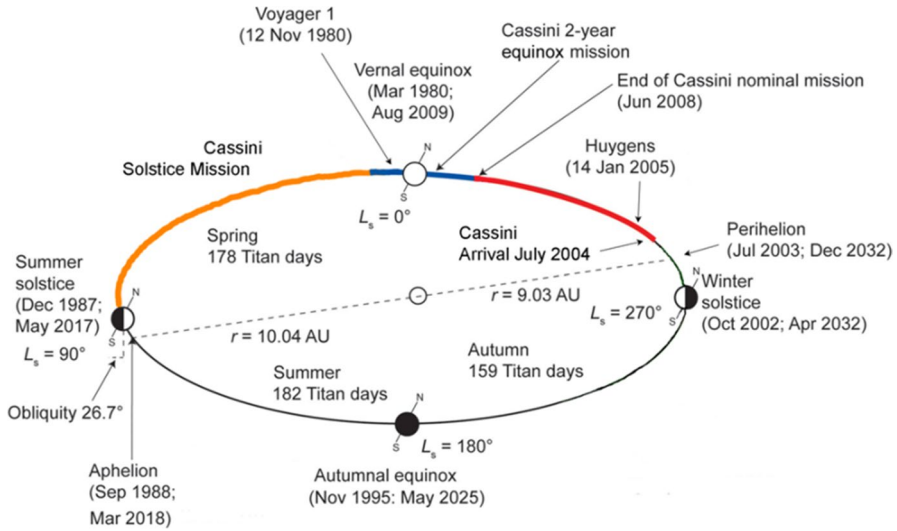 Voyager 1
(12 Nov 1980)
Cassini 2-year
equinox mission
Vernal equinox
(Mar 1980;
Aug 2009)
End of Cassini nominal mission
(Jun 2008)
Cassini
Solstice Mission
Huygens
(14 Jan 2005)
N
S
Ls = 0°
Spring
178 Titan days
Cassini
Arrival July 2004
Perihelion
(Jul 2003; Dec 2032)
Summer
solstice
(Dec 1987;
May 2017)
N
S
Ls = 90°
r = 9.03 AU
r = 10.04 AU
Ls = 270°
N
S
Winter
solstice
(Oct 2002; Apr 2032)
Summer
182 Titan days
Autumn
159 Titan days
Obliquity 26.7°
N
S
Ls = 180°
Aphelion
(Sep 1988;
Mar 2018)
Autumnal equinox
(Nov 1995: May 2025)